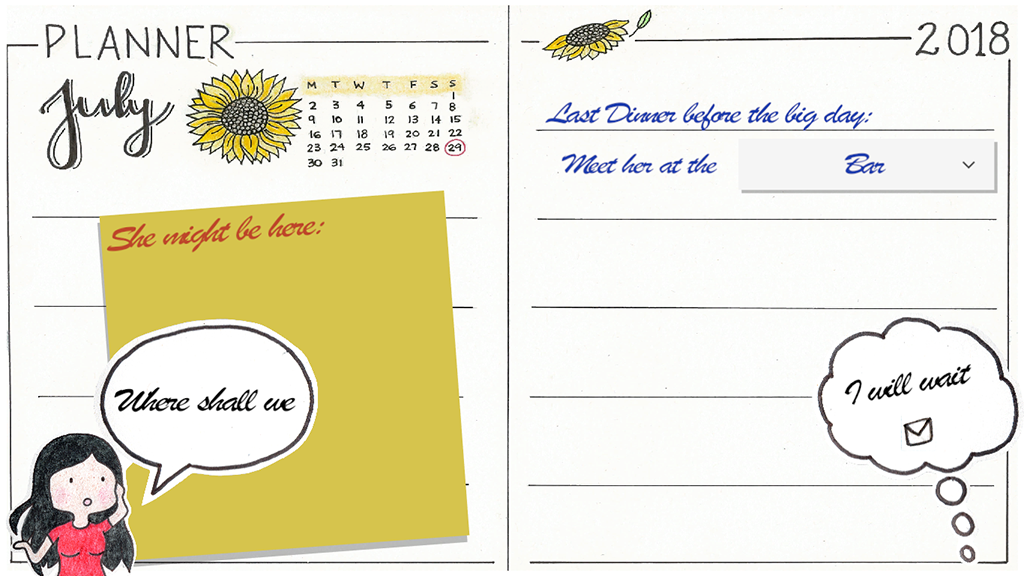 PLANNER
July
M T W T F S S
1
2 3 4 5 6 7 8
9 10 11 12 13 14 15
16 17 18 19 20 21 22
23 24 25 26 27 28 29
30 31
She might be here:
Where shall we
2018
Last Dinner before the big day:
Meet her at the Bar
I will wait